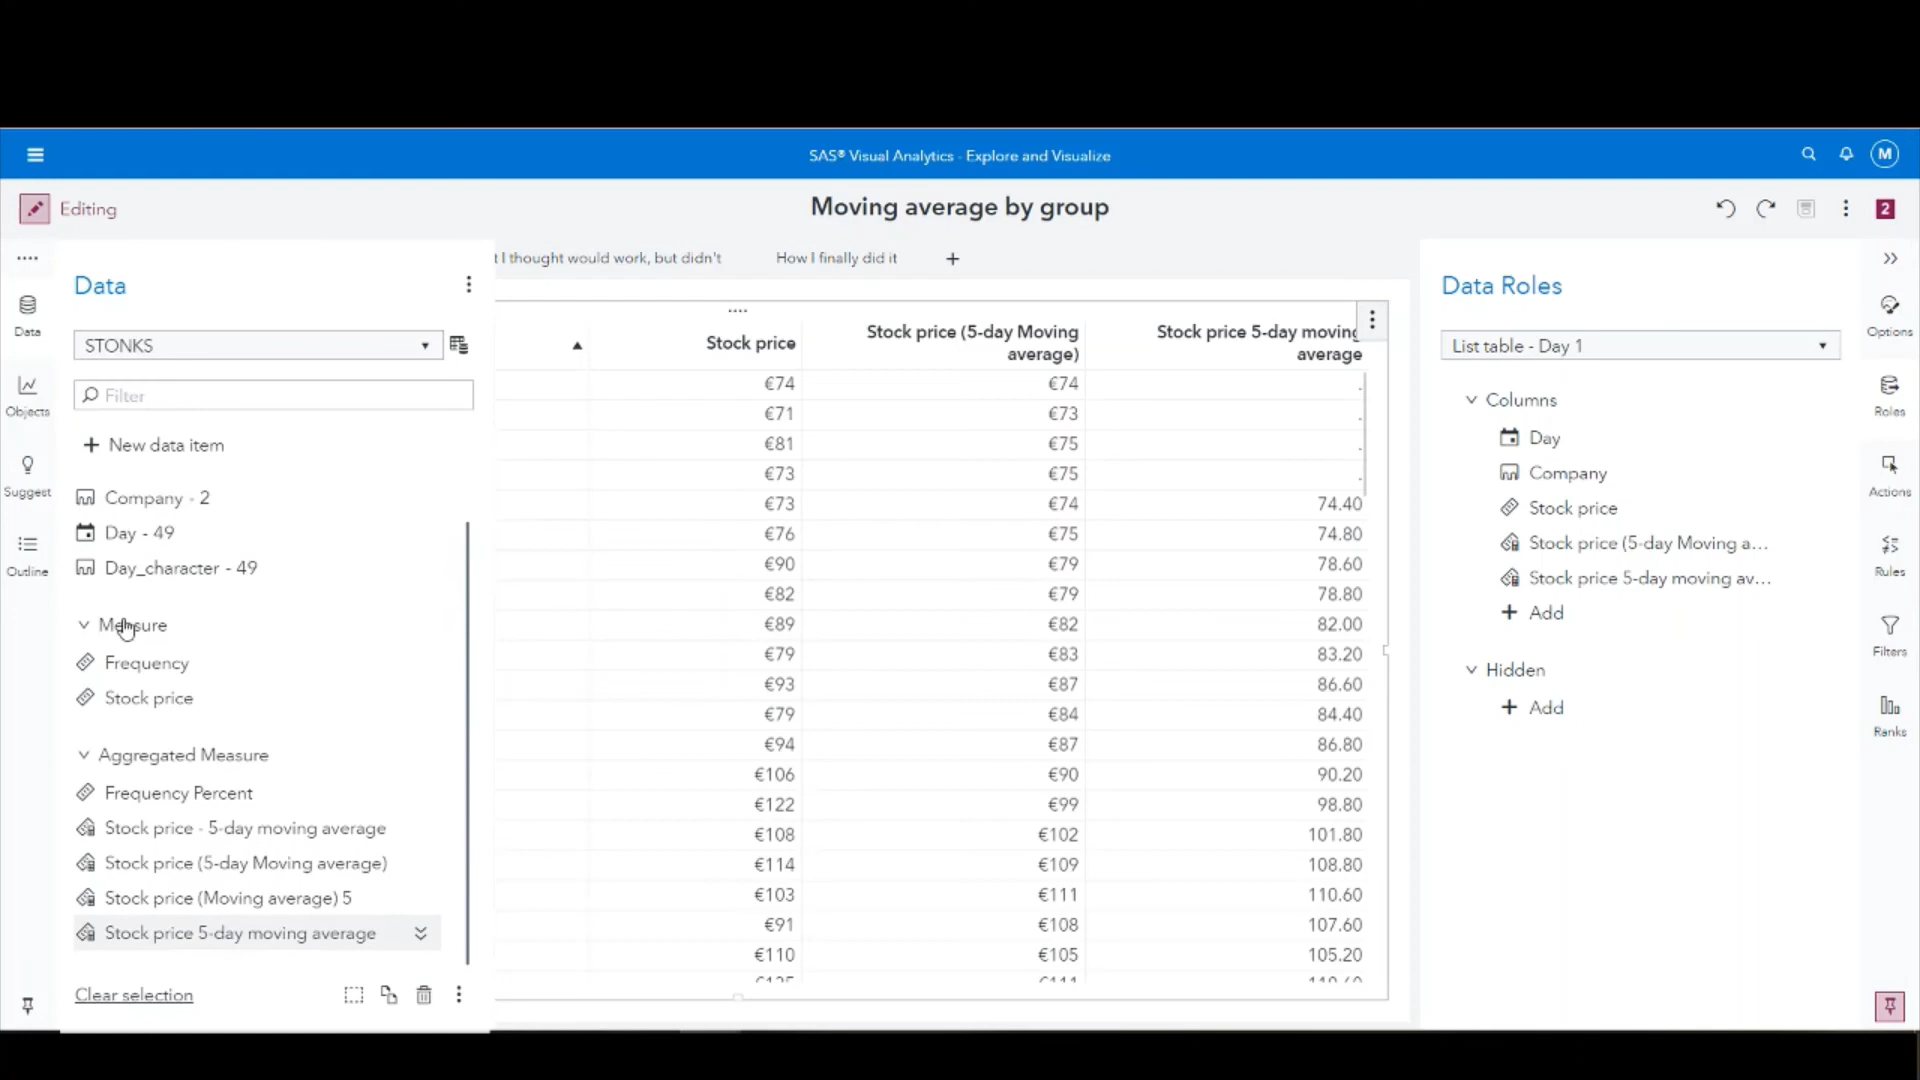 SAS® Visual Analytics - Explore and Visualize
M
Editing
Moving average by group
2
t I thought would work, but didn't
How I finally did it
Data
Objects
Suggest
Outline
Data
STONKS
Filter
New data item
Company - 2
Day - 49
Day_character - 49
Measure
Frequency
Stock price
Aggregated Measure
Frequency Percent
Stock price - 5-day moving average
Stock price (5-day Moving average)
Stock price (Moving average) 5
Stock price 5-day moving average
Clear selection
Stock price
Stock price (5-day Moving
average)
Stock price 5-day moving
average
€74 €74 .
€71 €73 .
€81 €75 .
€73 €75 .
€73 €74 74.40
€76 €75 74.80
€90 €79 78.60
€82 €79 78.80
€89 €82 82.00
€79 €83 83.20
€93 €87 86.60
€79 €84 84.40
€94 €87 86.80
€106 €90 90.20
€122 €99 98.80
€108 €102 101.80
€114 €109 108.80
€103 €111 110.60
€91 €108 107.60
€110 €105 105.20
Data Roles
List table - Day 1
Columns
Day
Company
Stock price
Stock price (5-day Moving a...
Stock price 5-day moving av...
Add
Hidden
Add
Options
Roles
Actions
Rules
Filters
Ranks